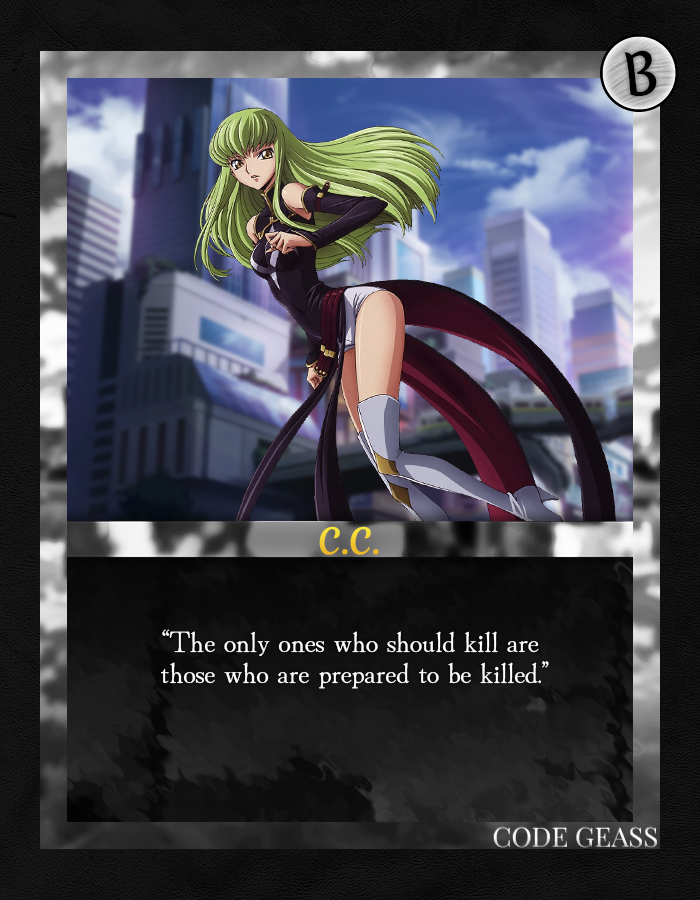 B
C.C.
“The only ones who should kill are
those who are prepared to be killed.”
CODE GEASS